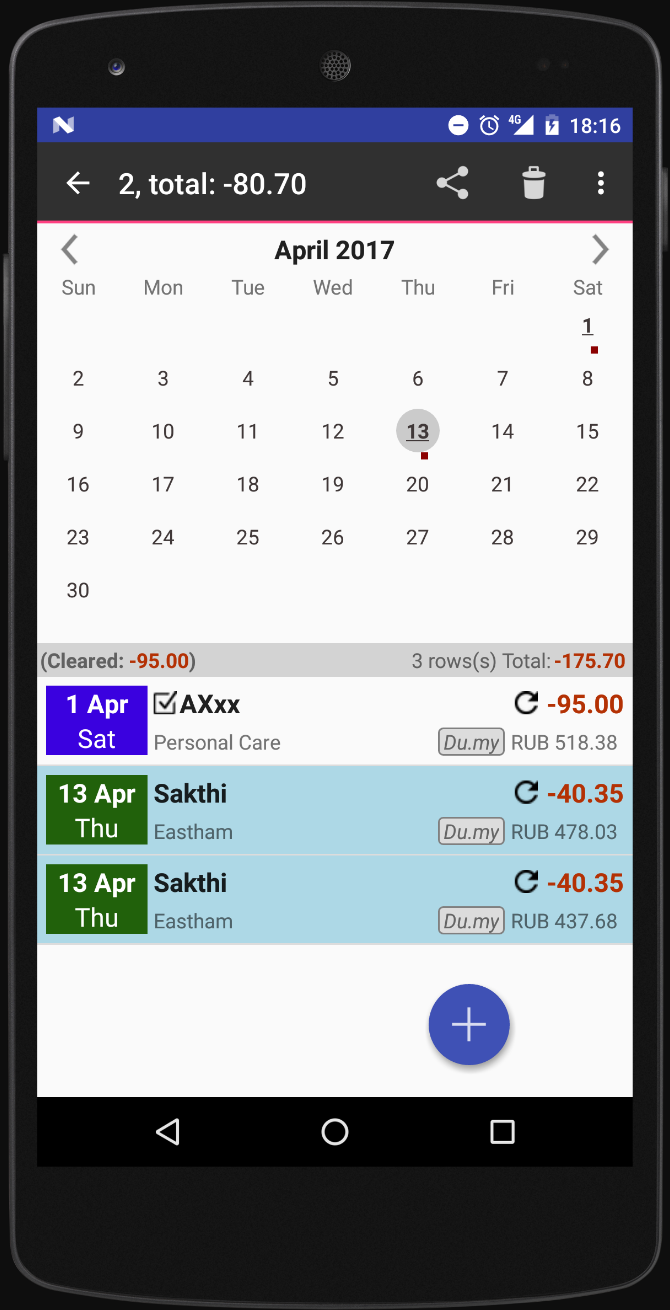 4G 18:16
2, total: -80.70
April 2017
Sun Mon Tue Wed Thu Fri Sat
1
2 3 4 5 6 7 8
9 10 11 12 13 14 15
16 17 18 19 20 21 22
23 24 25 26 27 28 29
30
(Cleared: -95.00) 3 rows(s) Total: -175.70
1 Apr AXxx -95.00
Sat Personal Care Du.my RUB 518.38
13 Apr Sakthi -40.35
Thu Eastham Du.my RUB 478.03
13 Apr Sakthi -40.35
Thu Eastham Du.my RUB 437.68